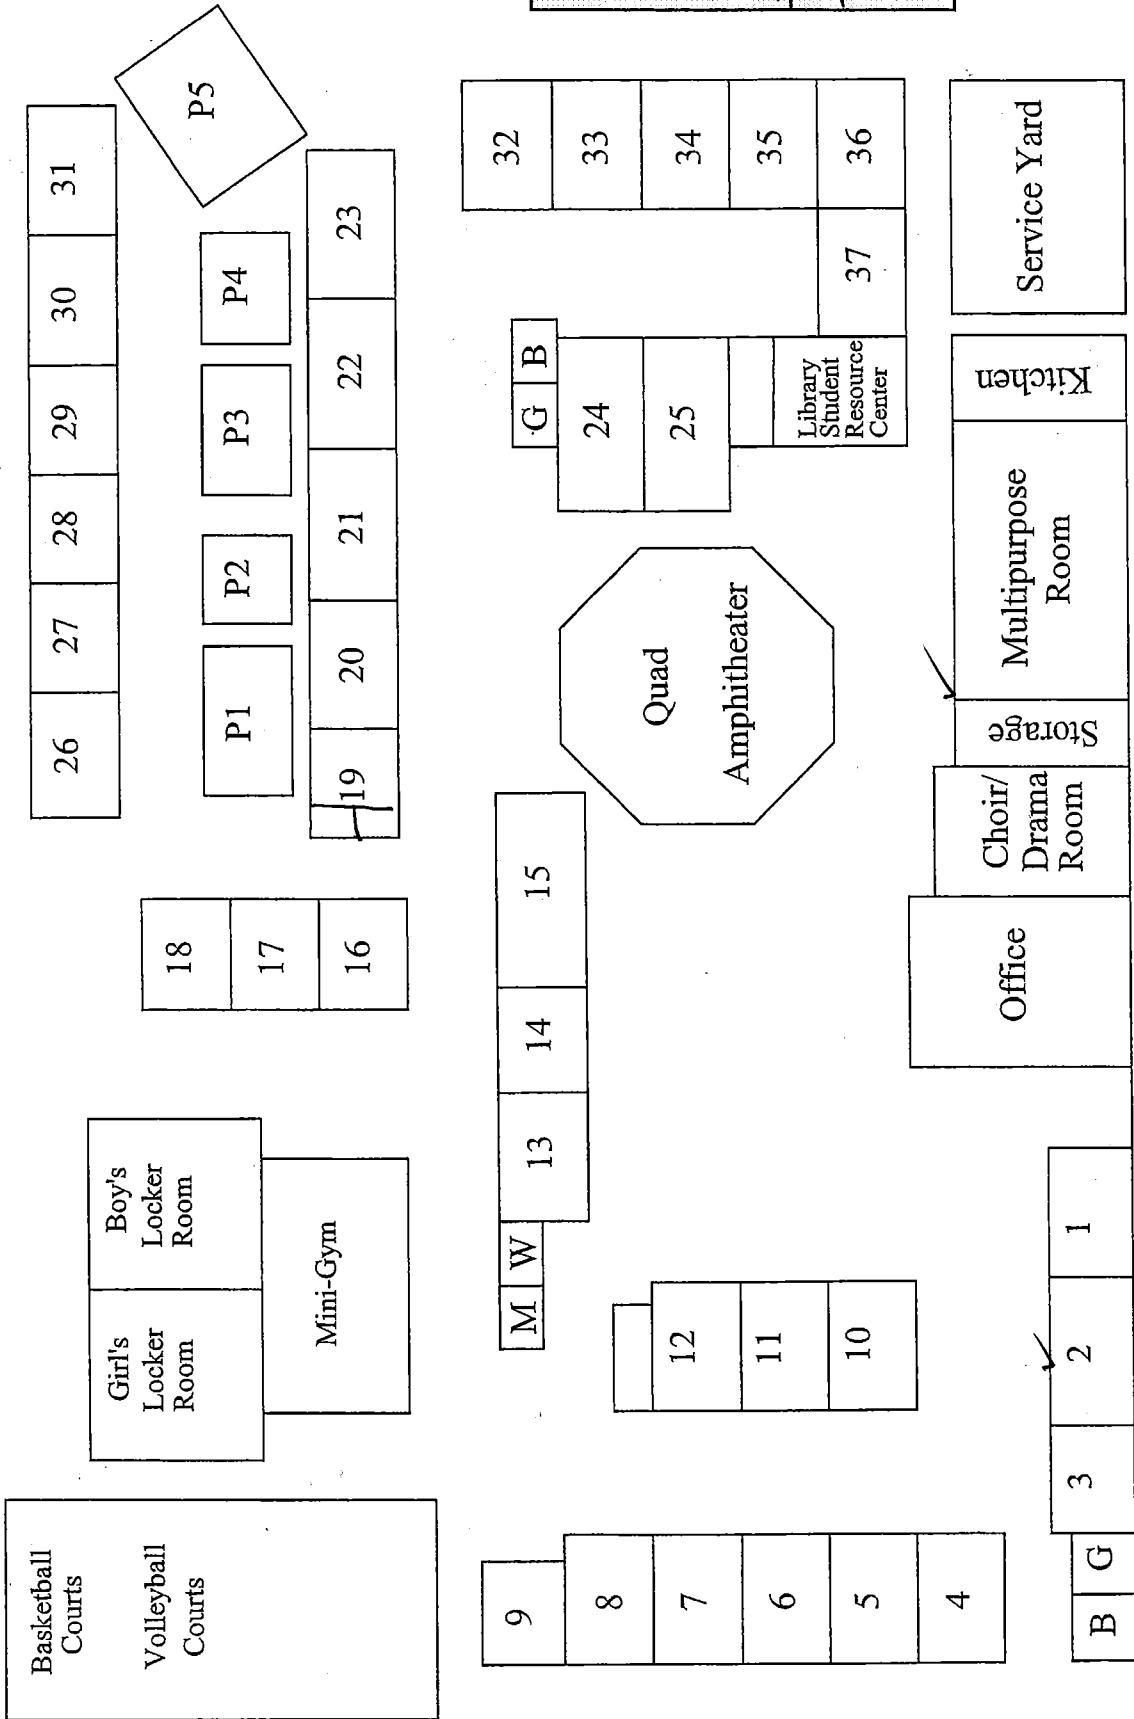 Basketball
Courts
Volleyball
Courts
Girl's
Locker
Room
Boy's
Locker
Room
Mini-Gym
18
17
16
26
27
28
29
30
31
P1
P2
P3
P4
P5
19
20
21
22
23
9
8
7
6
5
4
M
W
13
14
15
12
11
10
Quad
Amphitheater
G
B
24
25
Library
Student
Resource
Center
32
33
34
35
36
37
B
G
3
2
1
Office
Choir/
Drama
Room
Storage
Multipurpose
Room
Kitchen
Service Yard